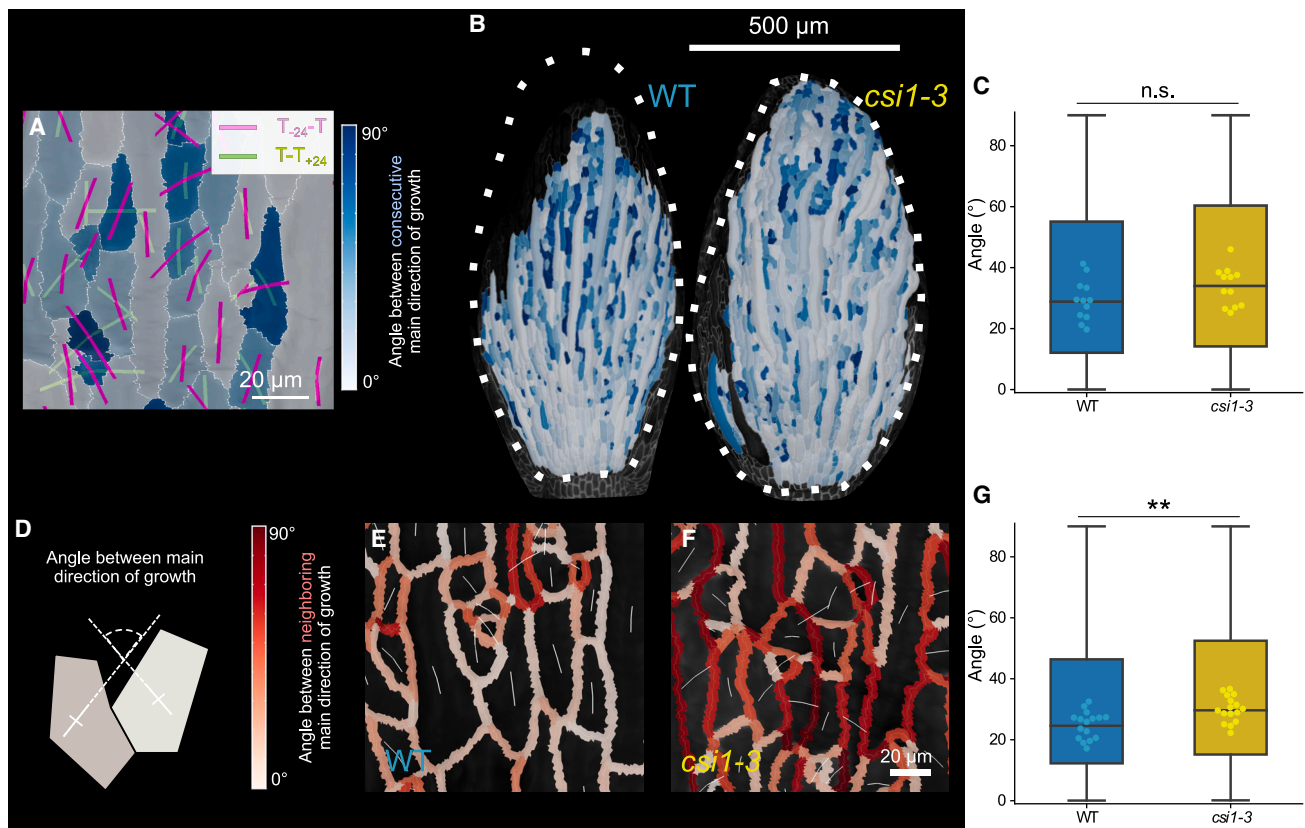 A
T-24-T
T-T+24
20 µm
90°
0°
Angle between consecutive
main direction of growth
B
500 µm
WT
csi1-3
C
n.s.
Angle (°)
80
60
40
20
0
WT
csi1-3
D
Angle between main
direction of growth
90°
0°
Angle between neighboring
main direction of growth
E
WT
F
csi1-3
20 µm
G
**
Angle (°)
80
60
40
20
0
WT
csi1-3